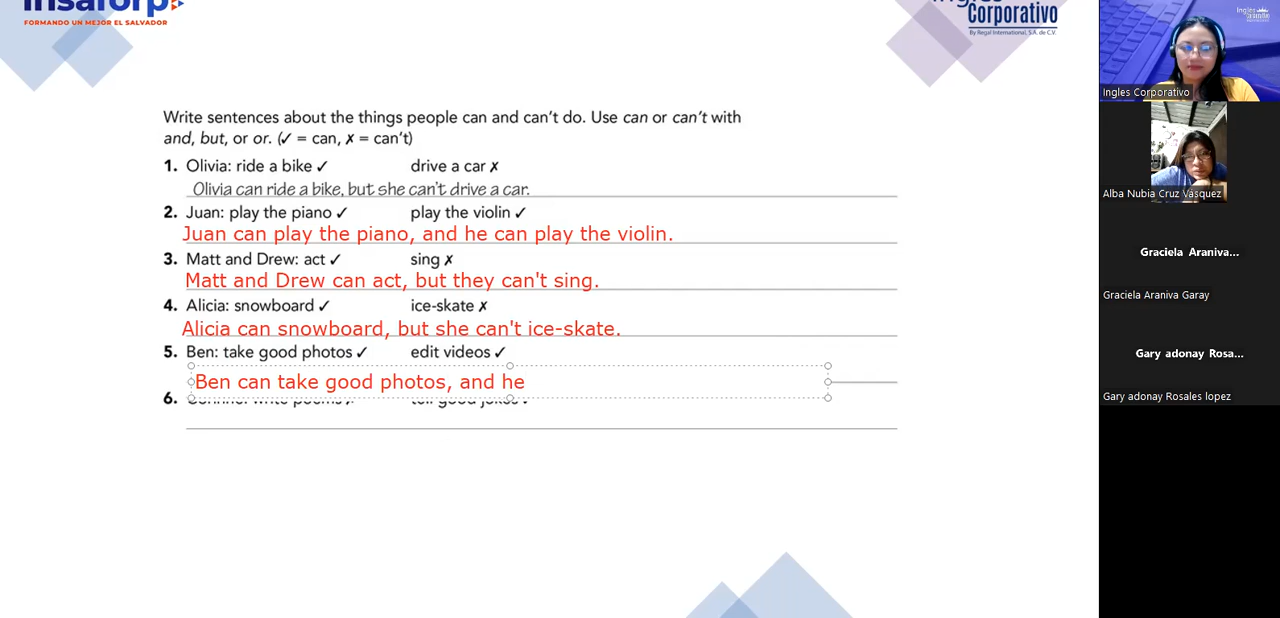 insaforp
FORMANDO UN MEJOR EL SALVADOR
Corporativo
By Regal International, S.A. de C.V.
Write sentences about the things people can and can't do. Use can or can't with
and, but, or or. (✓ = can, ✗ = can't)
1. Olivia: ride a bike ✓ drive a car ✗
Olivia can ride a bike, but she can't drive a car.
2. Juan: play the piano ✓ play the violin ✓
Juan can play the piano, and he can play the violin.
3. Matt and Drew: act ✓ sing ✗
Matt and Drew can act, but they can't sing.
4. Alicia: snowboard ✓ ice-skate ✗
Alicia can snowboard, but she can't ice-skate.
5. Ben: take good photos ✓ edit videos ✓
Ben can take good photos, and he
6.
Ingles Corporativo
Alba Nubia Cruz Vásquez
Graciela Araniva...
Graciela Araniva Garay
Gary adonay Rosa...
Gary adonay Rosales lopez